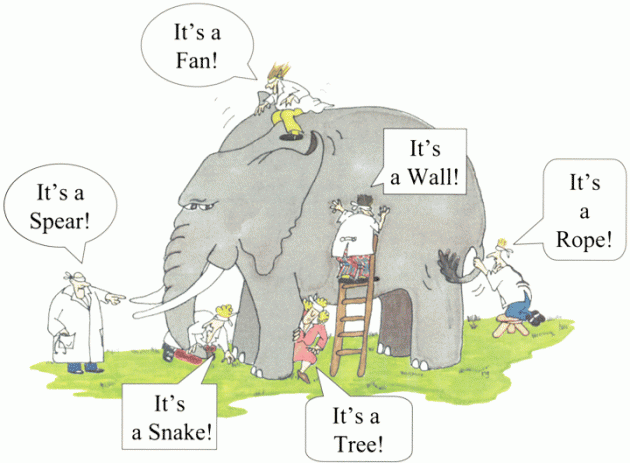 It's a
Fan!
It's
a Wall!
It's a
Spear!
It's
a
Rope!
It's
a Snake!
It's a
Tree!